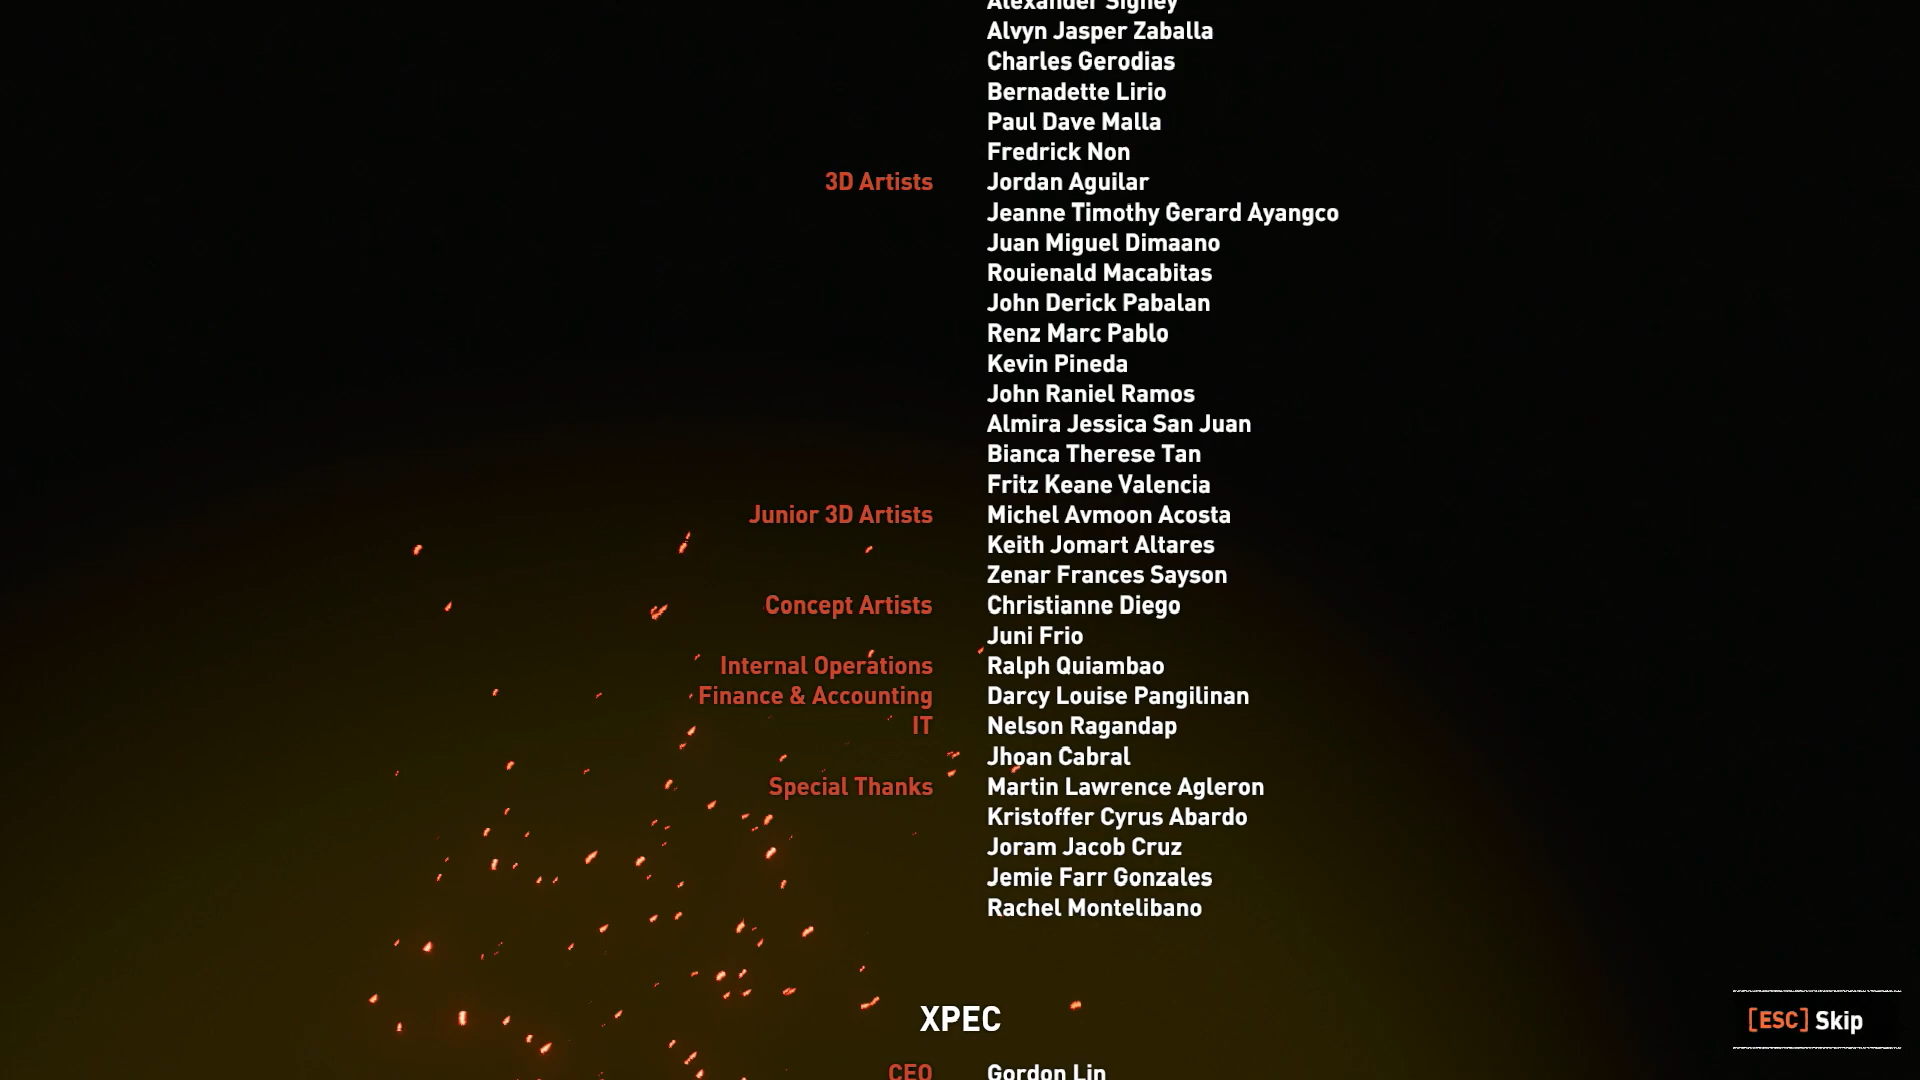 Alexander Signey
Alvyn Jasper Zaballa
Charles Gerodias
Bernadette Lirio
Paul Dave Malla
Fredrick Non
3D Artists Jordan Aguilar
Jeanne Timothy Gerard Ayangco
Juan Miguel Dimaano
Rouienald Macabitas
John Derick Pabalan
Renz Marc Pablo
Kevin Pineda
John Raniel Ramos
Almira Jessica San Juan
Bianca Therese Tan
Fritz Keane Valencia
Junior 3D Artists Michel Avmoon Acosta
Keith Jomart Altares
Zenar Frances Sayson
Concept Artists Christianne Diego
Juni Frio
Internal Operations Ralph Quiambao
Finance & Accounting Darcy Louise Pangilinan
IT Nelson Ragandap
Jhoan Cabral
Special Thanks Martin Lawrence Agleron
Kristoffer Cyrus Abardo
Joram Jacob Cruz
Jemie Farr Gonzales
Rachel Montelibano
XPEC
[ESC] Skip
CEO Gordon Lin